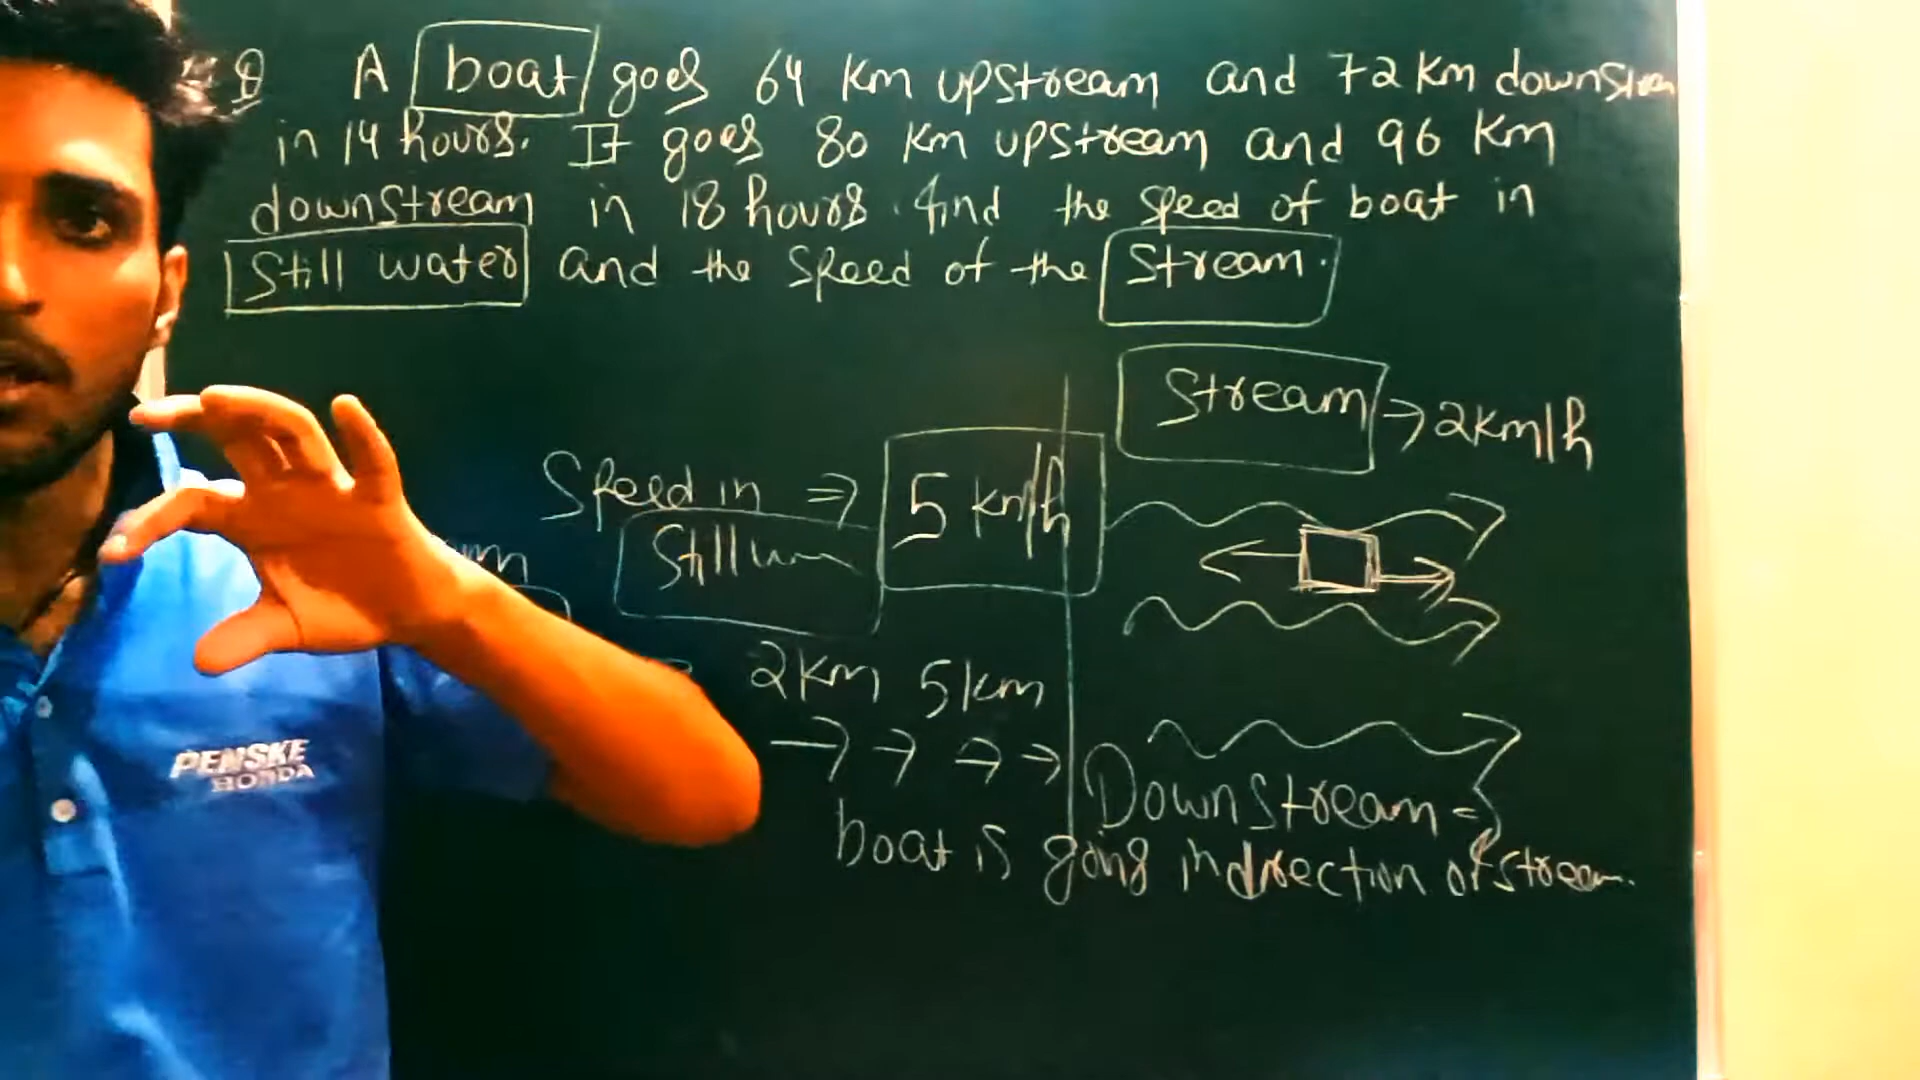 Q A boat goes 64 km upstream and 72 km downstream
in 14 hours. It goes 80 km upstream and 96 km
downstream in 18 hours. find the speed of boat in
still water and the speed of the stream.
Stream → 2km/h
Speed in ⇒ 5 km/h
Still
2km 5km
→ → → →
Downstream ⇒
boat is going in direction of stream.
PENSKE
HONDA